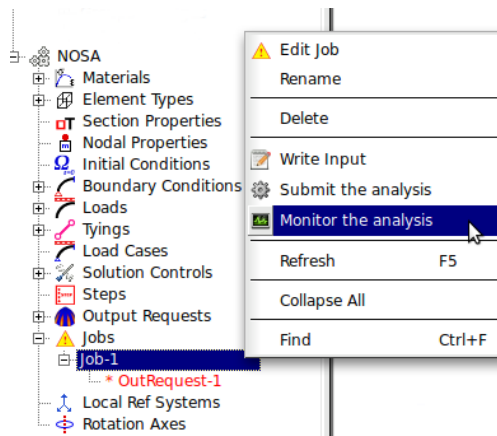 NOSA
Materials
Element Types
Section Properties
Nodal Properties
Initial Conditions
Boundary Conditions
Loads
Tyings
Load Cases
Solution Controls
Steps
Output Requests
Jobs
Job-1
* OutRequest-1
Local Ref Systems
Rotation Axes
Edit Job
Rename
Delete
Write Input
Submit the analysis
Monitor the analysis
Refresh F5
Collapse All
Find Ctrl+F